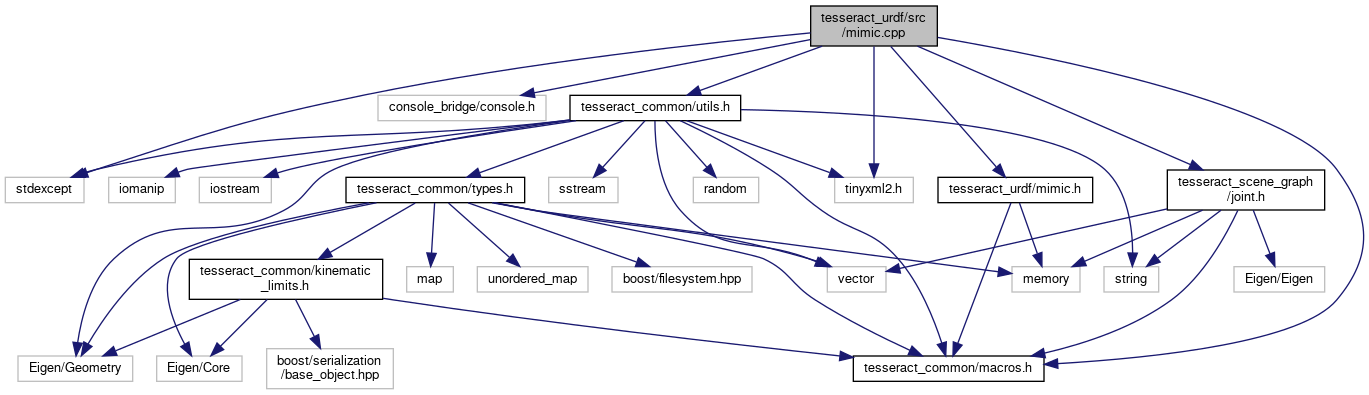 tesseract_urdf/src
/mimic.cpp
console_bridge/console.h
tesseract_common/utils.h
stdexcept
iomanip
iostream
tesseract_common/types.h
sstream
random
tinyxml2.h
tesseract_urdf/mimic.h
tesseract_scene_graph
/joint.h
tesseract_common/kinematic
_limits.h
map
unordered_map
boost/filesystem.hpp
vector
memory
string
Eigen/Eigen
Eigen/Geometry
Eigen/Core
boost/serialization
/base_object.hpp
tesseract_common/macros.h